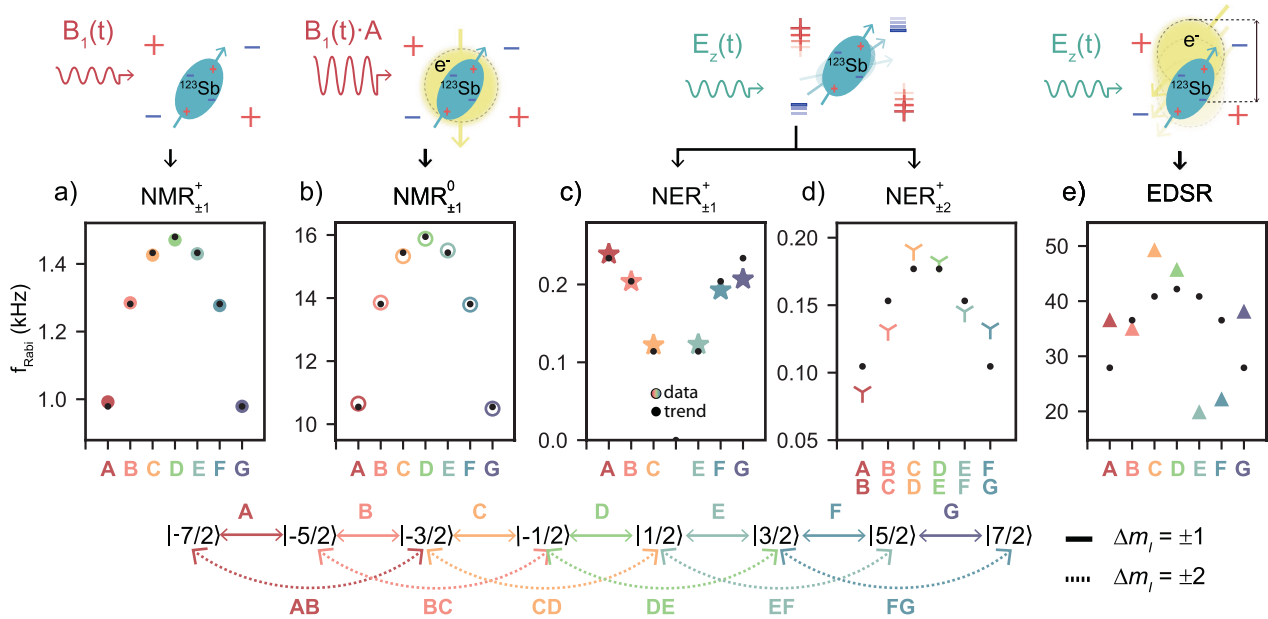 B₁(t)
+
−
¹²³Sb
−
+
B₁(t)·A
+
−
e⁻
¹²³Sb
−
+
E_z(t)
¹²³Sb
E_z(t)
+
−
e⁻
¹²³Sb
−
+
a) NMR⁺±1
b) NMR⁰±1
c) NER⁺±1
d) NER⁺±2
e) EDSR
f_Rabi (kHz)
1.4
1.2
1.0
A B C D E F G
16
14
12
10
A B C D E F G
0.2
0.1
0.0
data
trend
A B C E F G
0.20
0.15
0.10
0.05
A B C D E F
B C D E F G
50
40
30
20
A B C D E F G
A B C D E F G
|-7/2⟩ |-5/2⟩ |-3/2⟩ |-1/2⟩ |1/2⟩ |3/2⟩ |5/2⟩ |7/2⟩
AB BC CD DE EF FG
Δm_I = ±1
Δm_I = ±2